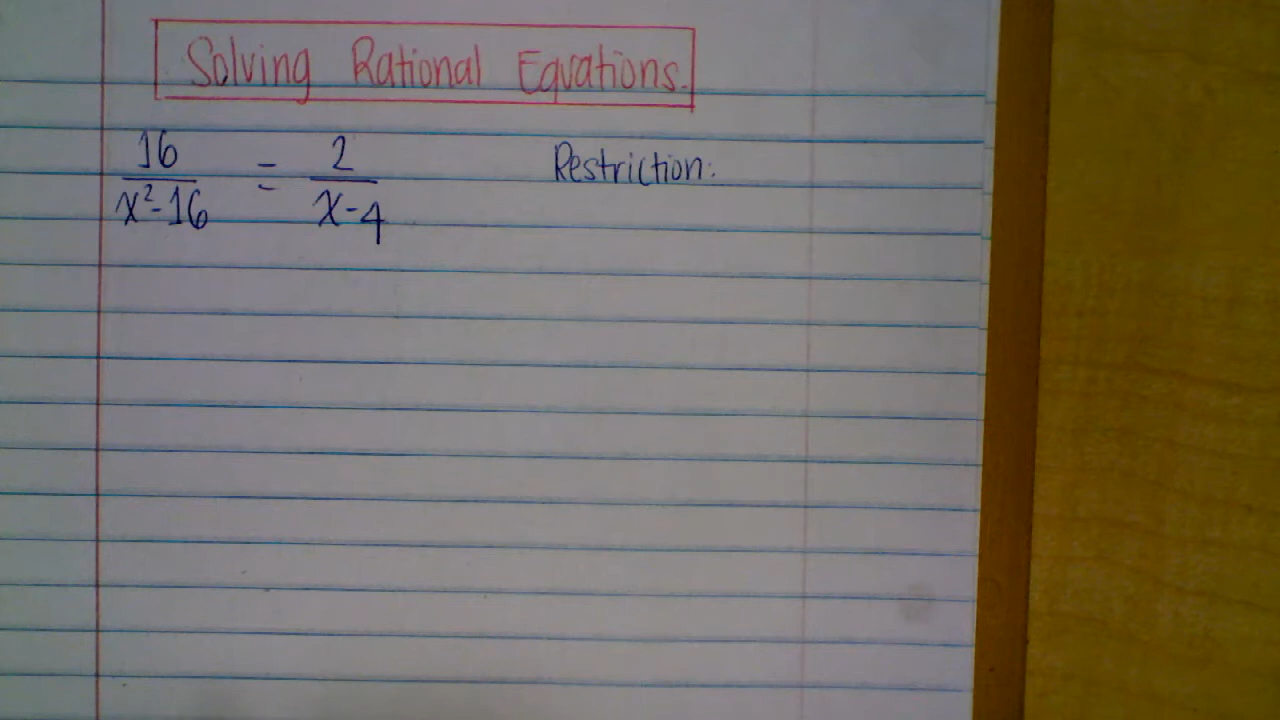 Solving Rational Equations.
16/(x²-16) = 2/(x-4) Restriction: